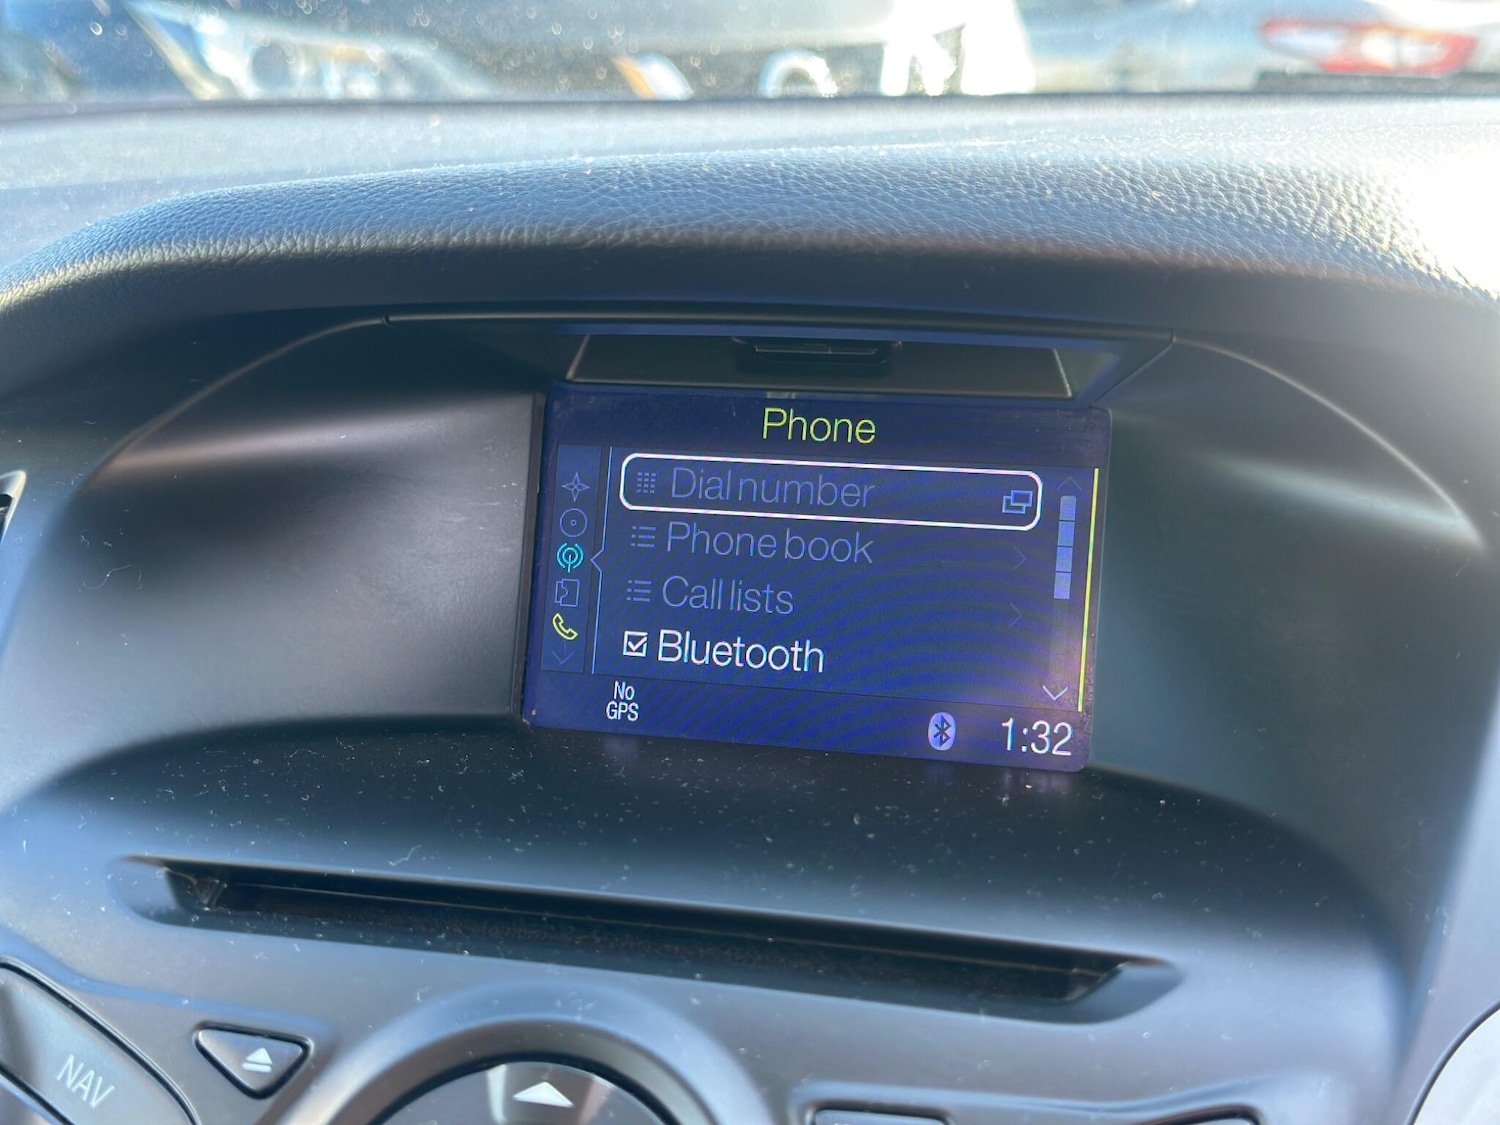 Phone
Dial number
Phone book
Call lists
Bluetooth
No
GPS
1:32
NAV